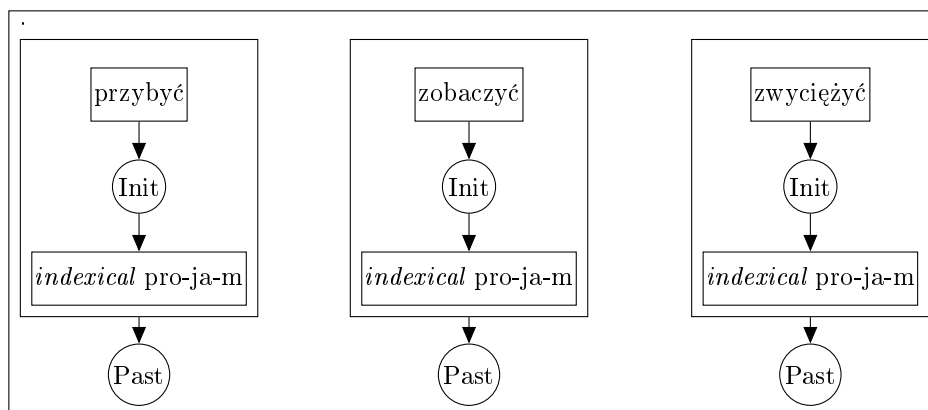 .
przybyć zobaczyć zwyciężyć
Init Init Init
indexical pro-ja-m indexical pro-ja-m indexical pro-ja-m
Past Past Past